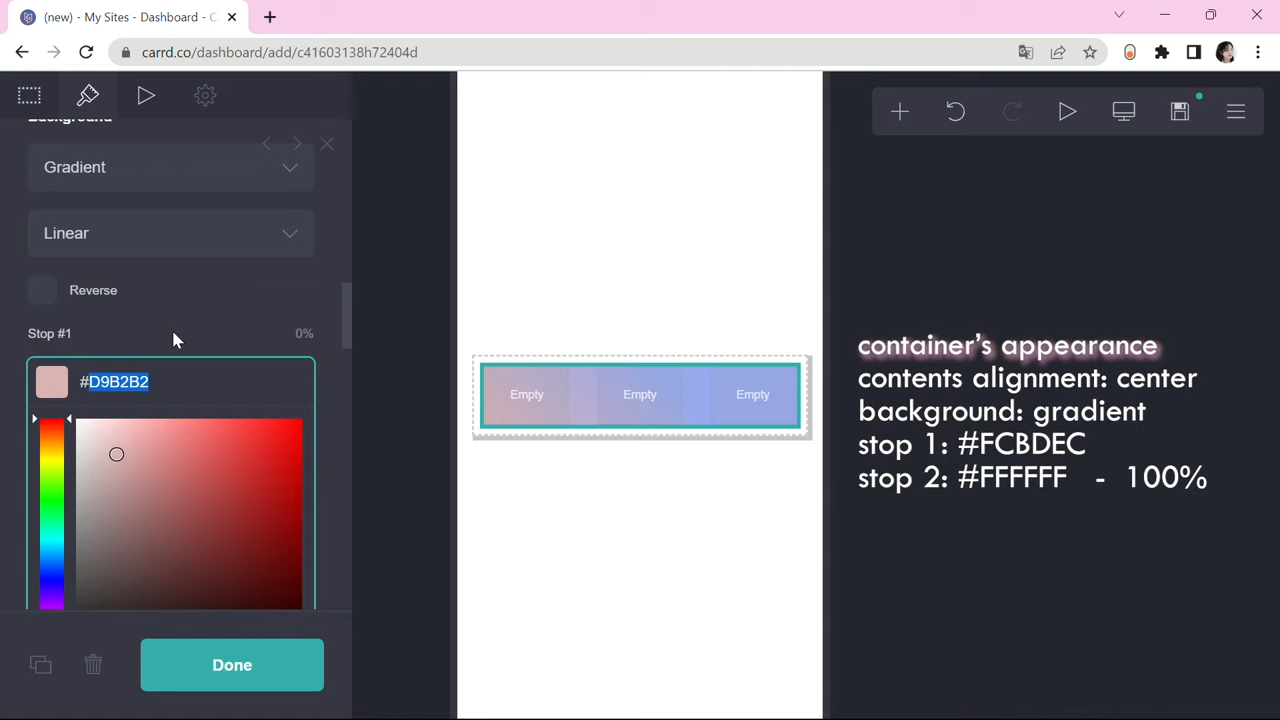 (new) - My Sites - Dashboard - C
carrd.co/dashboard/add/c41603138h72404d
Background
Gradient
Linear
Reverse
Stop #1 0%
#D9B2B2
Done
Empty Empty Empty
container's appearance
contents alignment: center
background: gradient
stop 1: #FCBDEC
stop 2: #FFFFFF - 100%